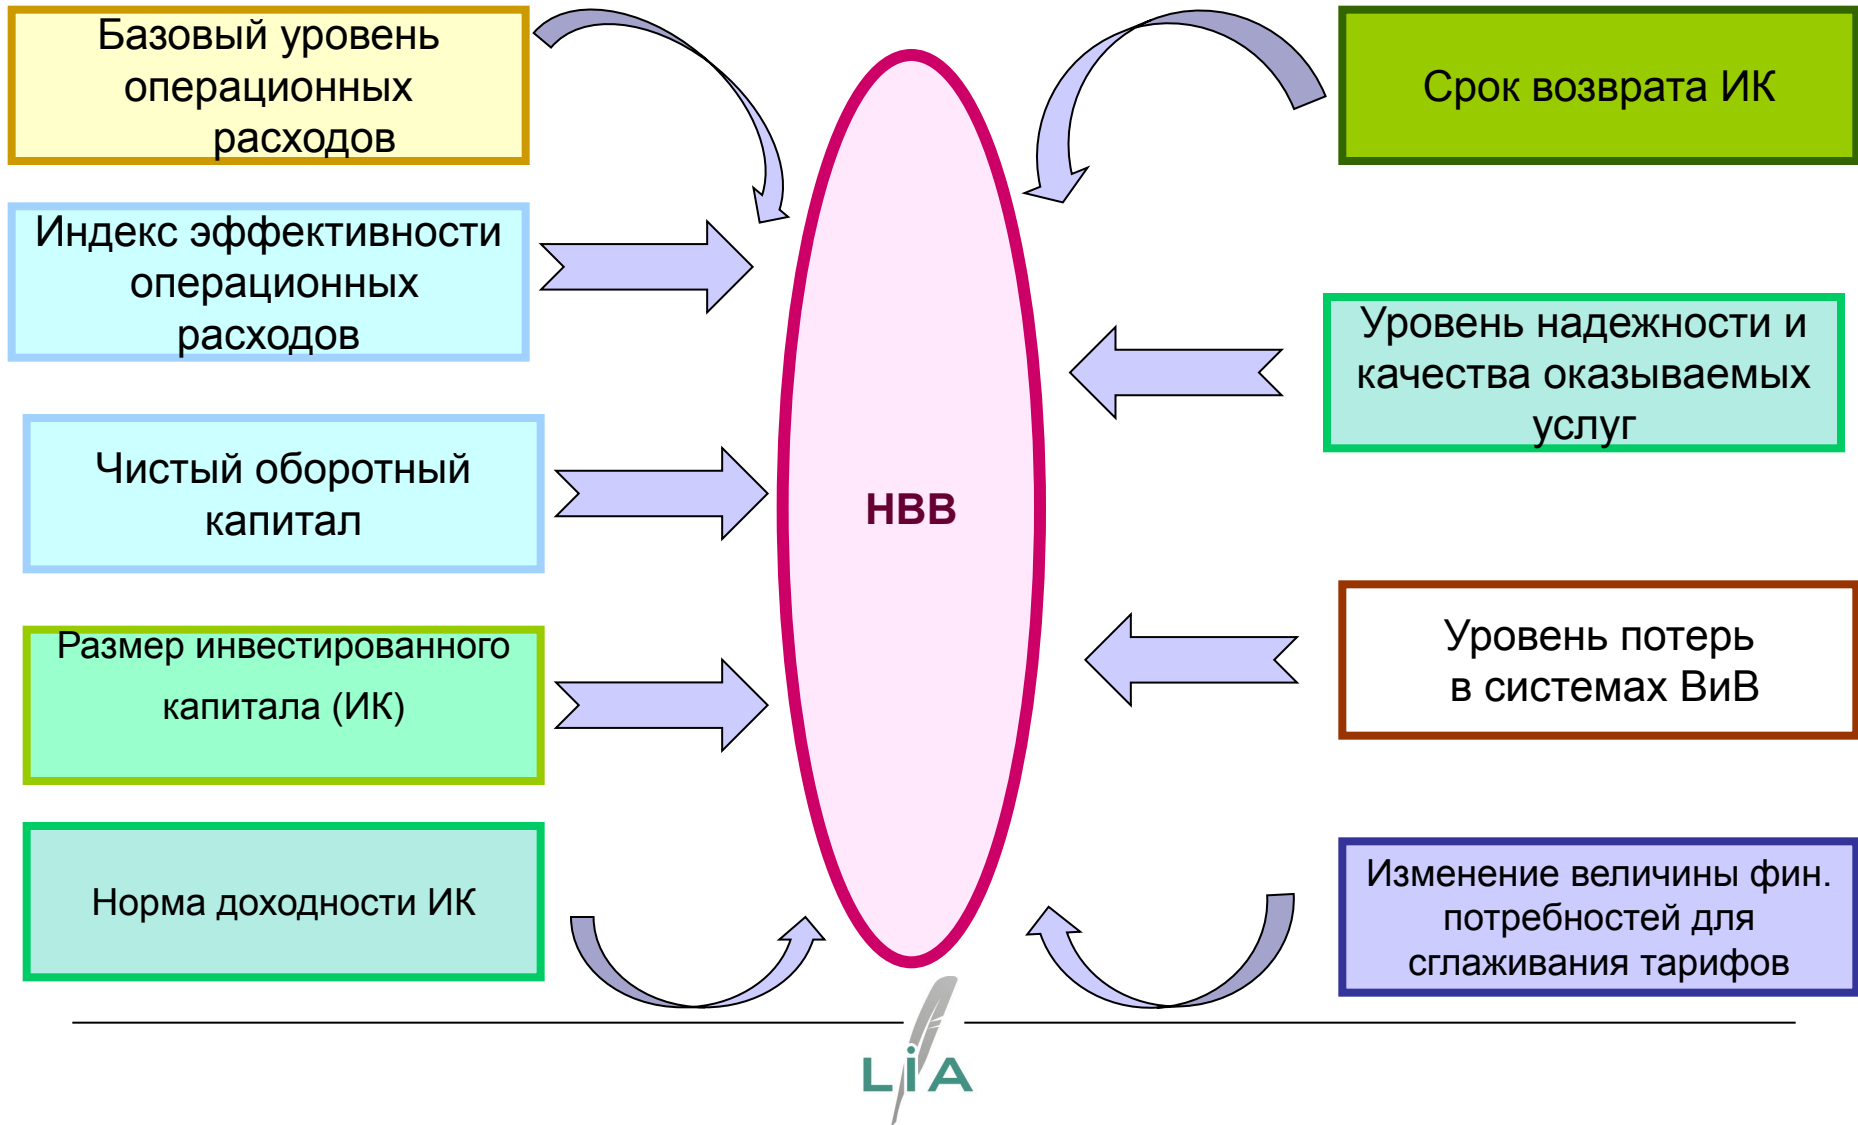 Базовый уровень
операционных
расходов
Индекс эффективности
операционных
расходов
Чистый оборотный
капитал
Размер инвестированного
капитала (ИК)
Норма доходности ИК
НВВ
Срок возврата ИК
Уровень надежности и
качества оказываемых
услуг
Уровень потерь
в системах ВиВ
Изменение величины фин.
потребностей для
сглаживания тарифов
LiA